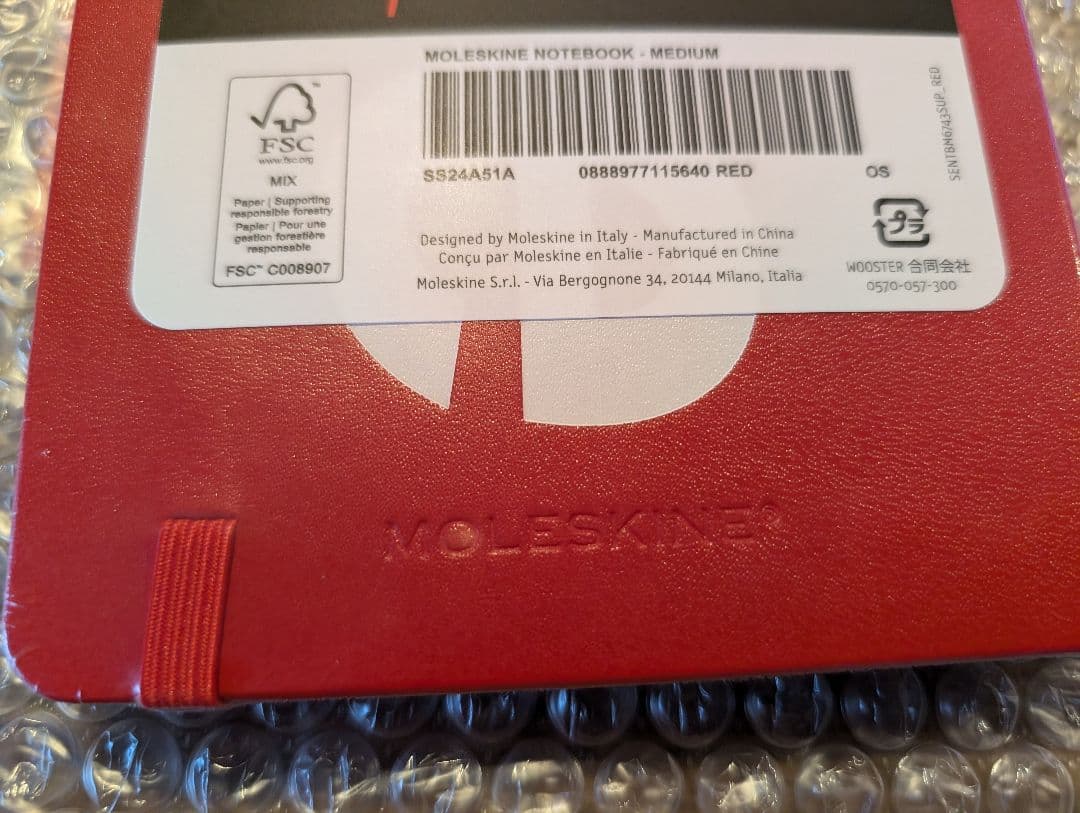 MOLESKINE NOTEBOOK - MEDIUM
SS24A51A 0888977115640 RED OS
SENTBM6743SUP_RED
FSC™
www.fsc.org
MIX
Paper | Supporting
responsible forestry
Papier | Pour une
gestion forestière
responsable
FSC™ C008907
Designed by Moleskine in Italy - Manufactured in China
Conçu par Moleskine en Italie - Fabriqué en Chine
Moleskine S.r.l. - Via Bergognone 34, 20144 Milano, Italia
プラ
WOOSTER 合同会社
0570-057-300
MOLESKINE®